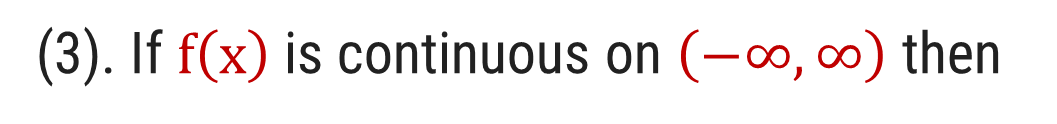 (3). If f(x) is continuous on (−∞, ∞) then